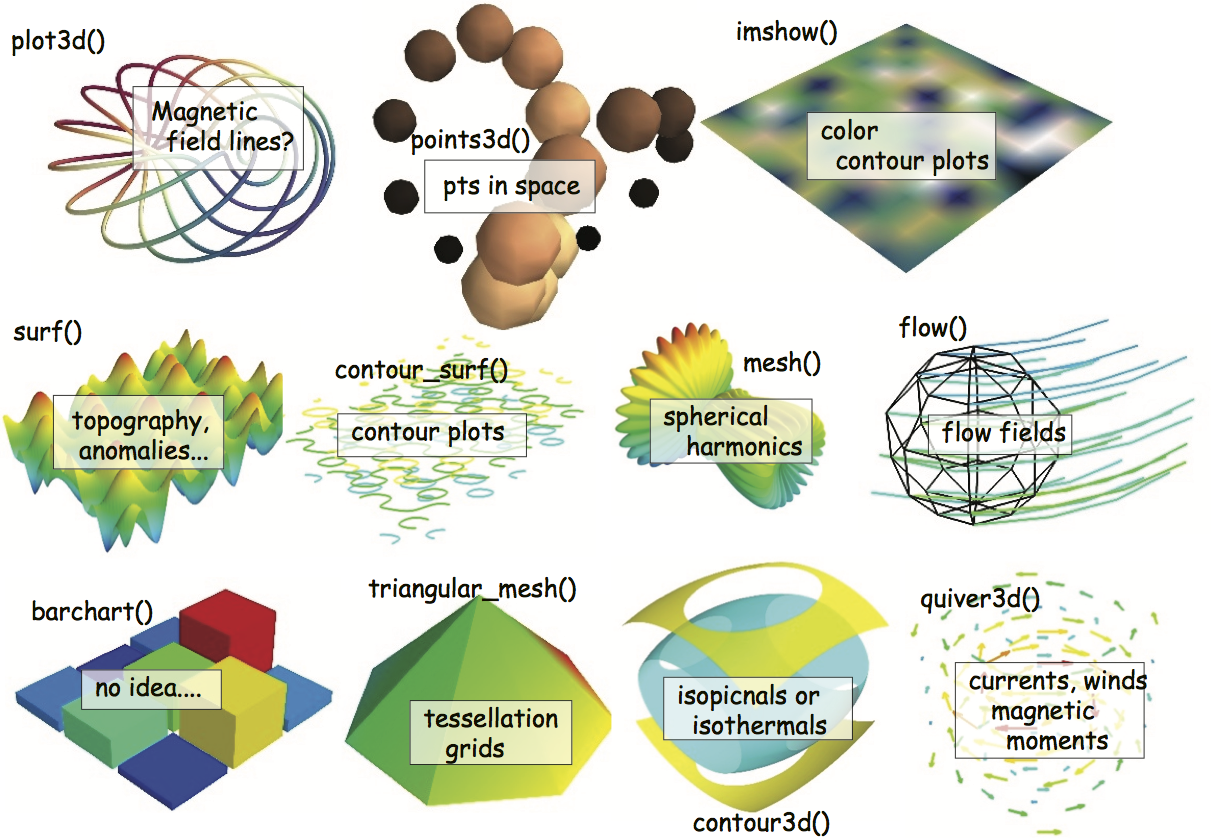 plot3d()
Magnetic
field lines?
points3d()
pts in space
imshow()
color
contour plots
surf()
topography,
anomalies...
contour_surf()
contour plots
mesh()
spherical
harmonics
flow()
flow fields
barchart()
no idea....
triangular_mesh()
tessellation
grids
isopicnals or
isothermals
contour3d()
quiver3d()
currents, winds
magnetic
moments